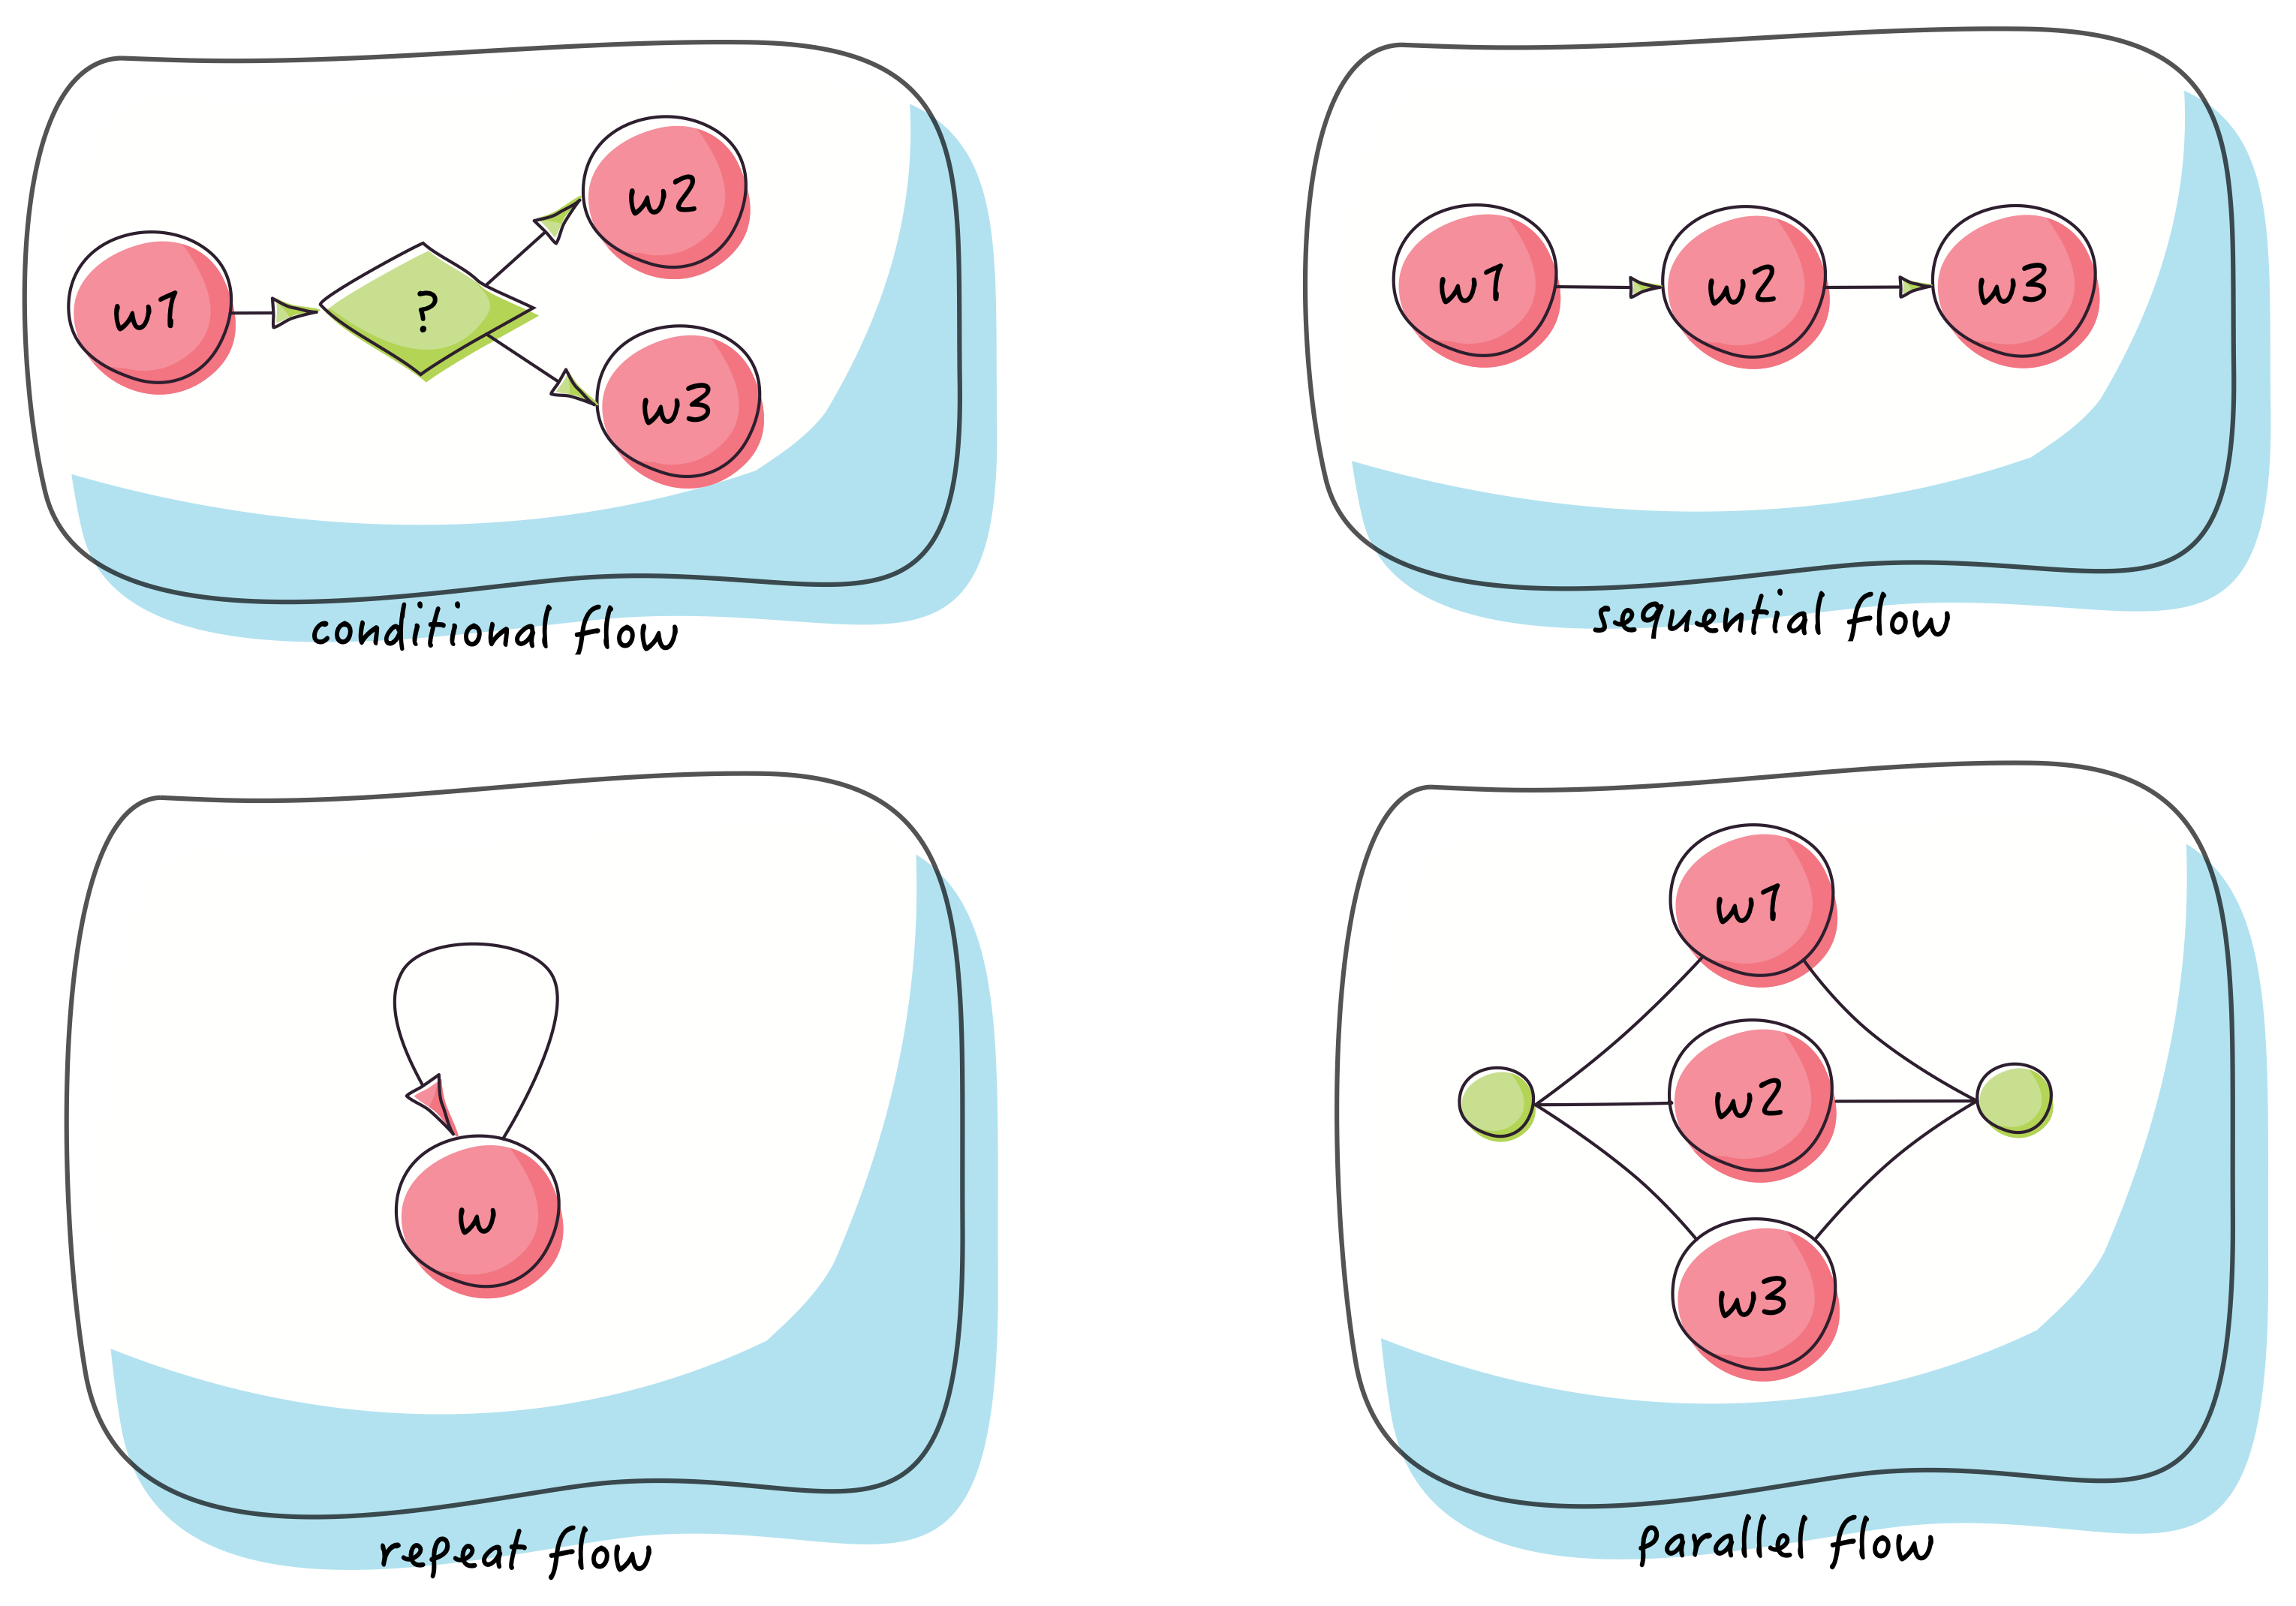 w1
?
w2
w3
conditional flow
w1
w2
w3
sequential flow
w
repeat flow
w1
w2
w3
parallel flow